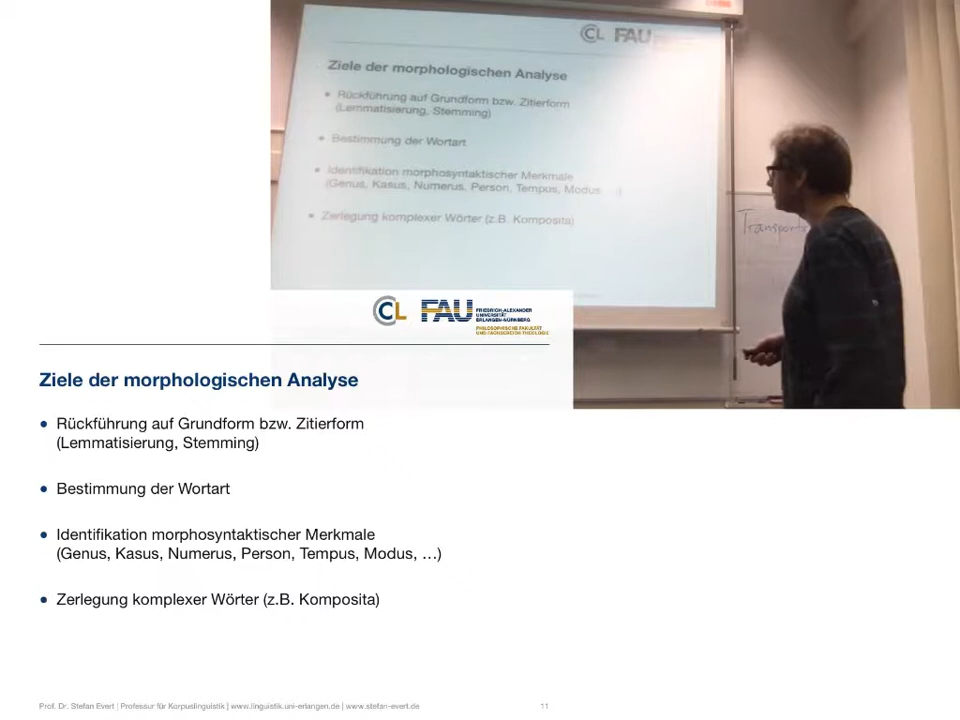 CL FAU
Ziele der morphologischen Analyse
• Rückführung auf Grundform bzw. Zitierform
(Lemmatisierung, Stemming)
• Bestimmung der Wortart
• Identifikation morphosyntaktischer Merkmale
(Genus, Kasus, Numerus, Person, Tempus, Modus, …)
• Zerlegung komplexer Wörter (z.B. Komposita)
Transport
CL FAU FRIEDRICH-ALEXANDER
UNIVERSITÄT
ERLANGEN-NÜRNBERG
PHILOSOPHISCHE FAKULTÄT
UND FACHBEREICH THEOLOGIE
Ziele der morphologischen Analyse
• Rückführung auf Grundform bzw. Zitierform
(Lemmatisierung, Stemming)
• Bestimmung der Wortart
• Identifikation morphosyntaktischer Merkmale
(Genus, Kasus, Numerus, Person, Tempus, Modus, …)
• Zerlegung komplexer Wörter (z.B. Komposita)
Prof. Dr. Stefan Evert | Professur für Korpuslinguistik | www.linguistik.uni-erlangen.de | www.stefan-evert.de 11